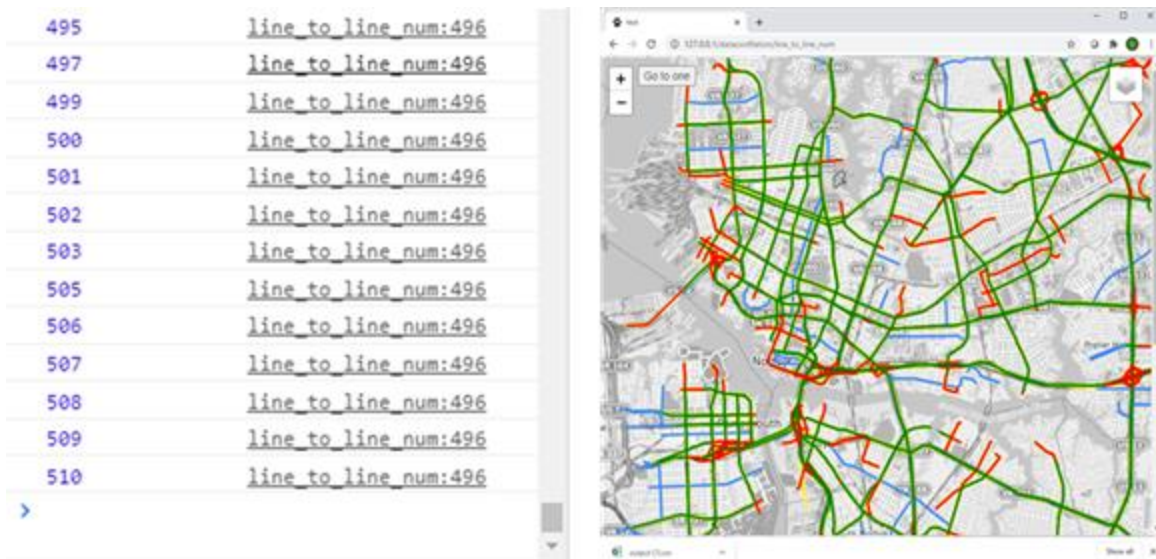 495 line_to_line_num:496
497 line_to_line_num:496
499 line_to_line_num:496
500 line_to_line_num:496
501 line_to_line_num:496
502 line_to_line_num:496
503 line_to_line_num:496
505 line_to_line_num:496
506 line_to_line_num:496
507 line_to_line_num:496
508 line_to_line_num:496
509 line_to_line_num:496
510 line_to_line_num:496
>
+
Go to one
−
Show all